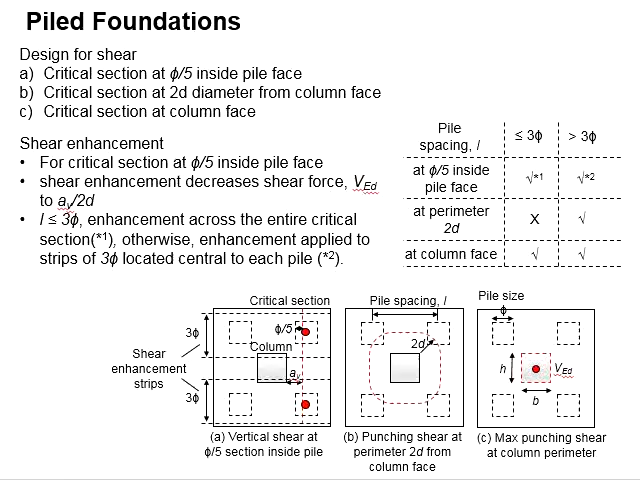 Piled Foundations
Design for shear
a) Critical section at ϕ/5 inside pile face
b) Critical section at 2d diameter from column face
c) Critical section at column face
Shear enhancement
• For critical section at ϕ/5 inside pile face
• shear enhancement decreases shear force, VEd
to av/2d
• l ≤ 3ϕ, enhancement across the entire critical
section(*1), otherwise, enhancement applied to
strips of 3ϕ located central to each pile (*2).
Pile
spacing, l
≤ 3ϕ
> 3ϕ
at ϕ/5 inside
pile face
√*1
√*2
at perimeter
2d
X
√
at column face
√
√
Critical section
3ϕ
ϕ/5
Column
av
Shear
enhancement
strips
3ϕ
(a) Vertical shear at
ϕ/5 section inside pile
Pile spacing, l
2d
(b) Punching shear at
perimeter 2d from
column face
Pile size
ϕ
h
VEd
b
(c) Max punching shear
at column perimeter